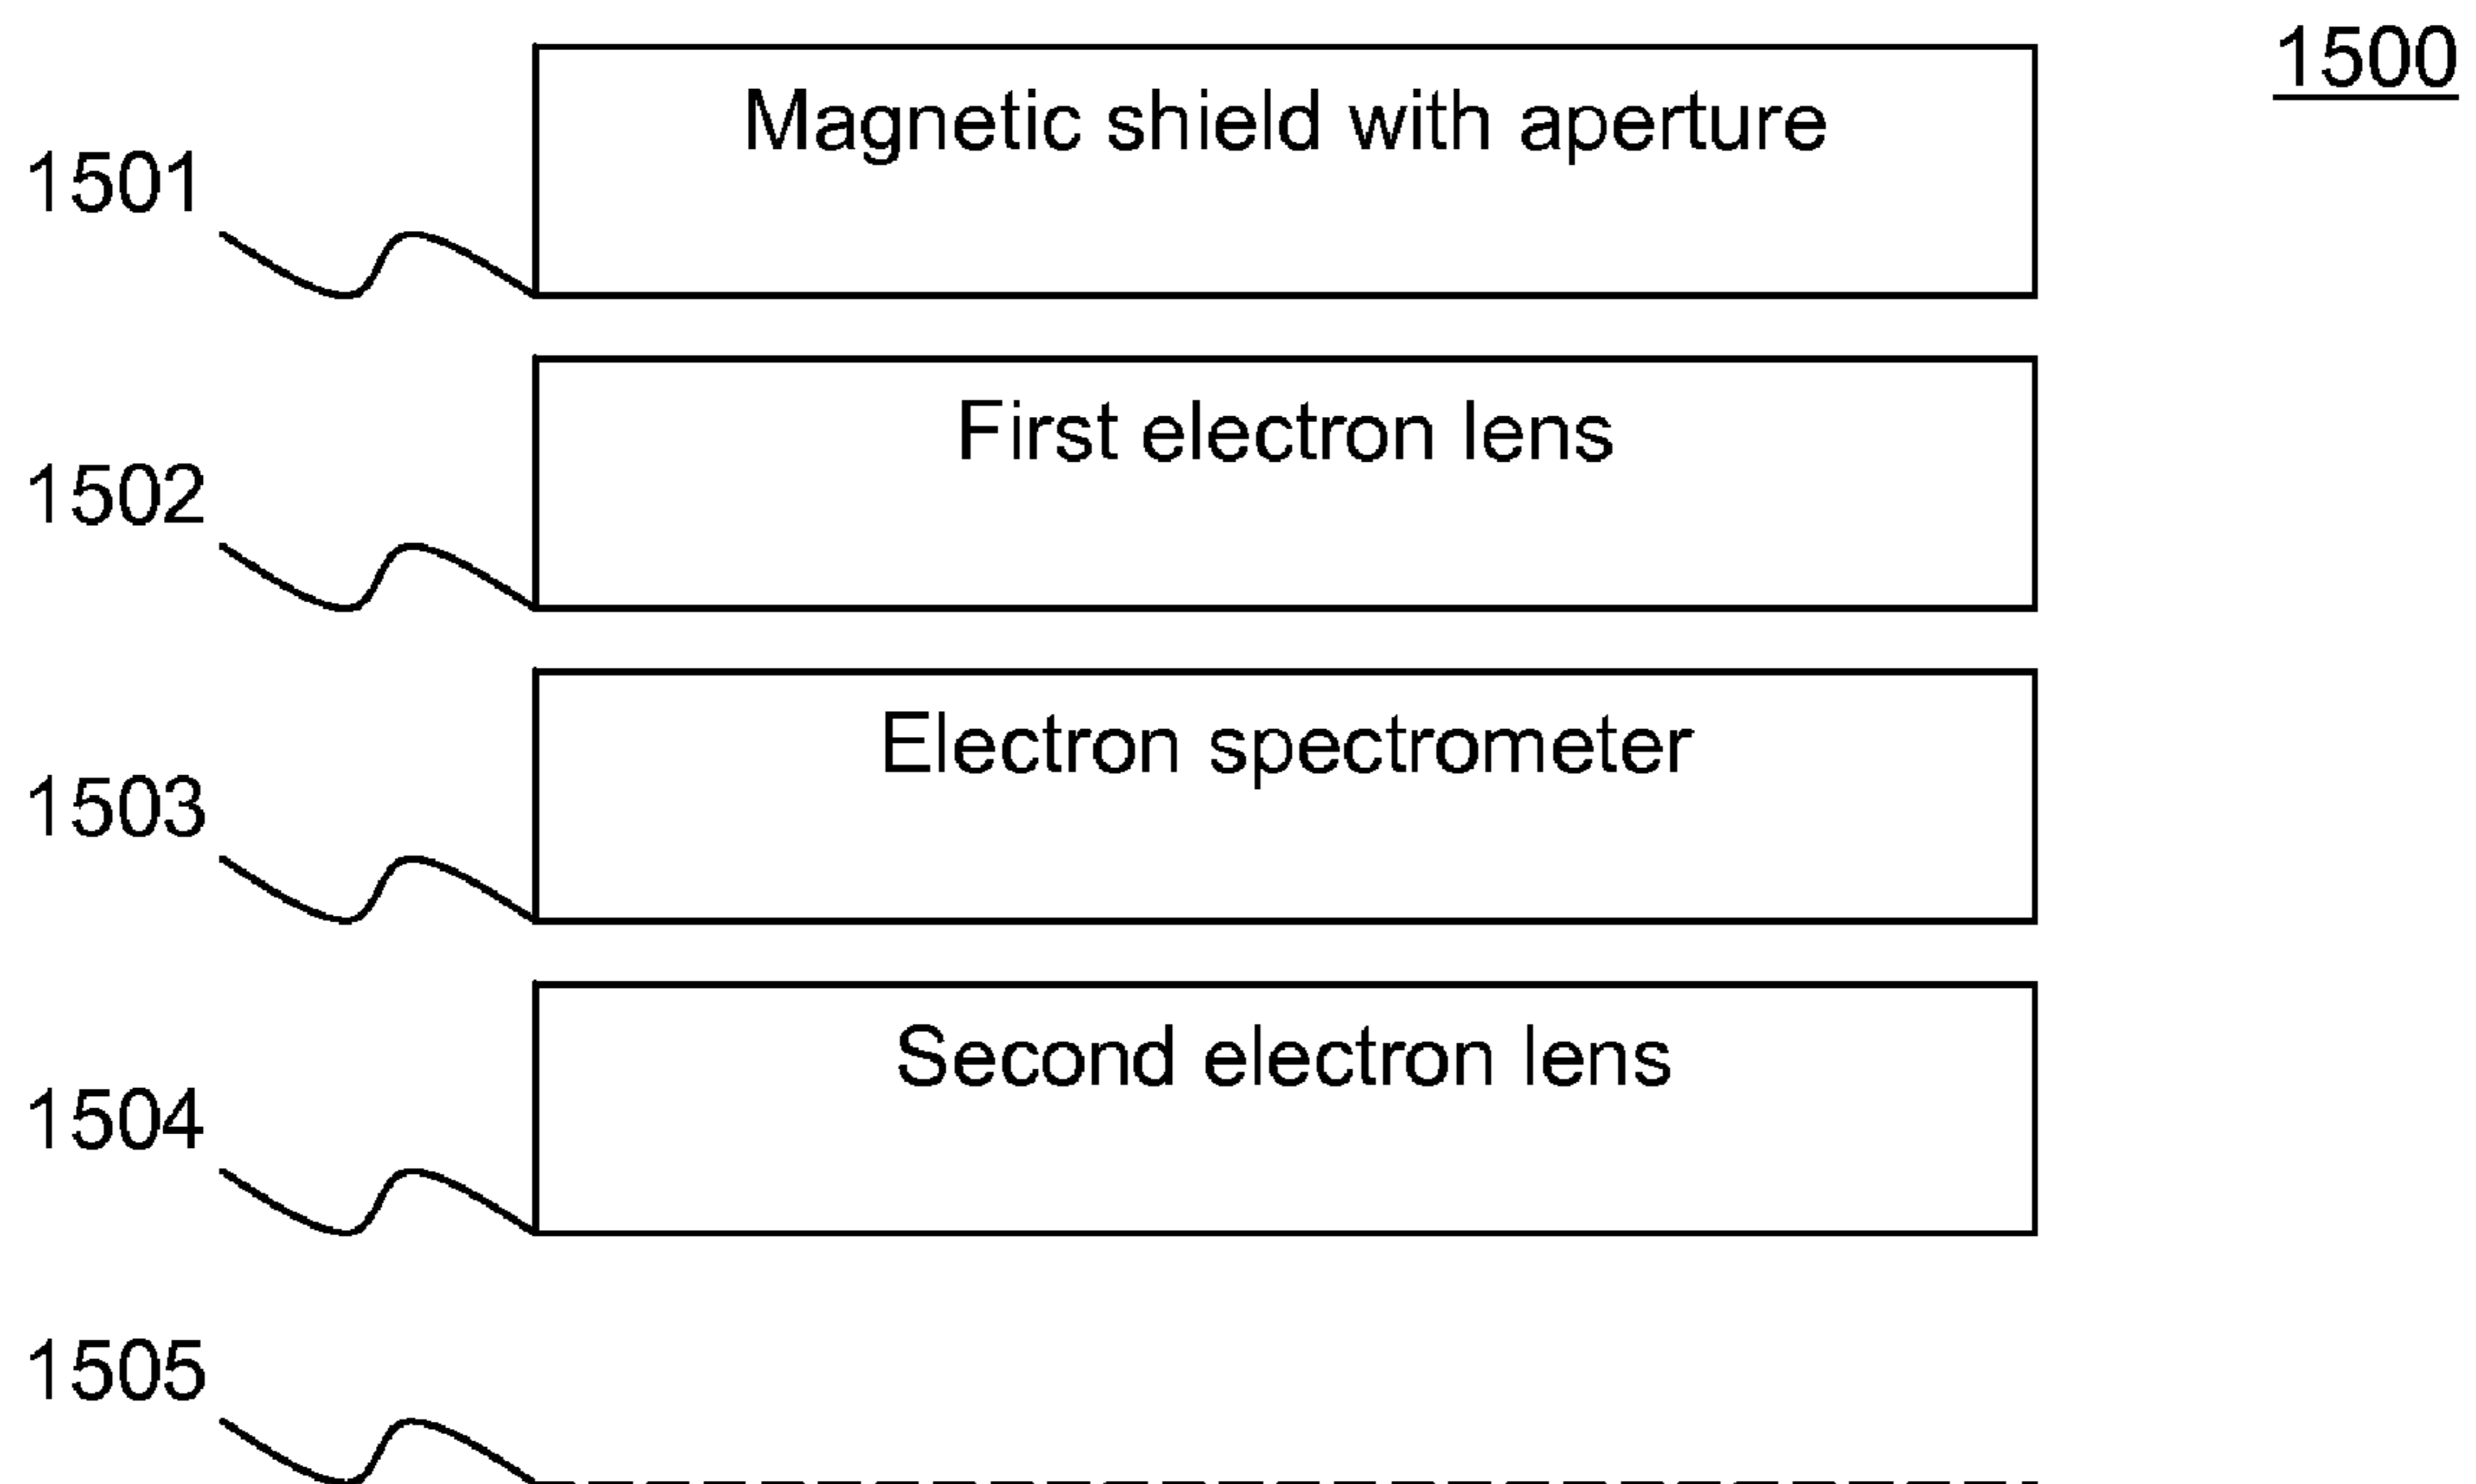 1500
Magnetic shield with aperture
1501
First electron lens
1502
Electron spectrometer
1503
Second electron lens
1504
1505